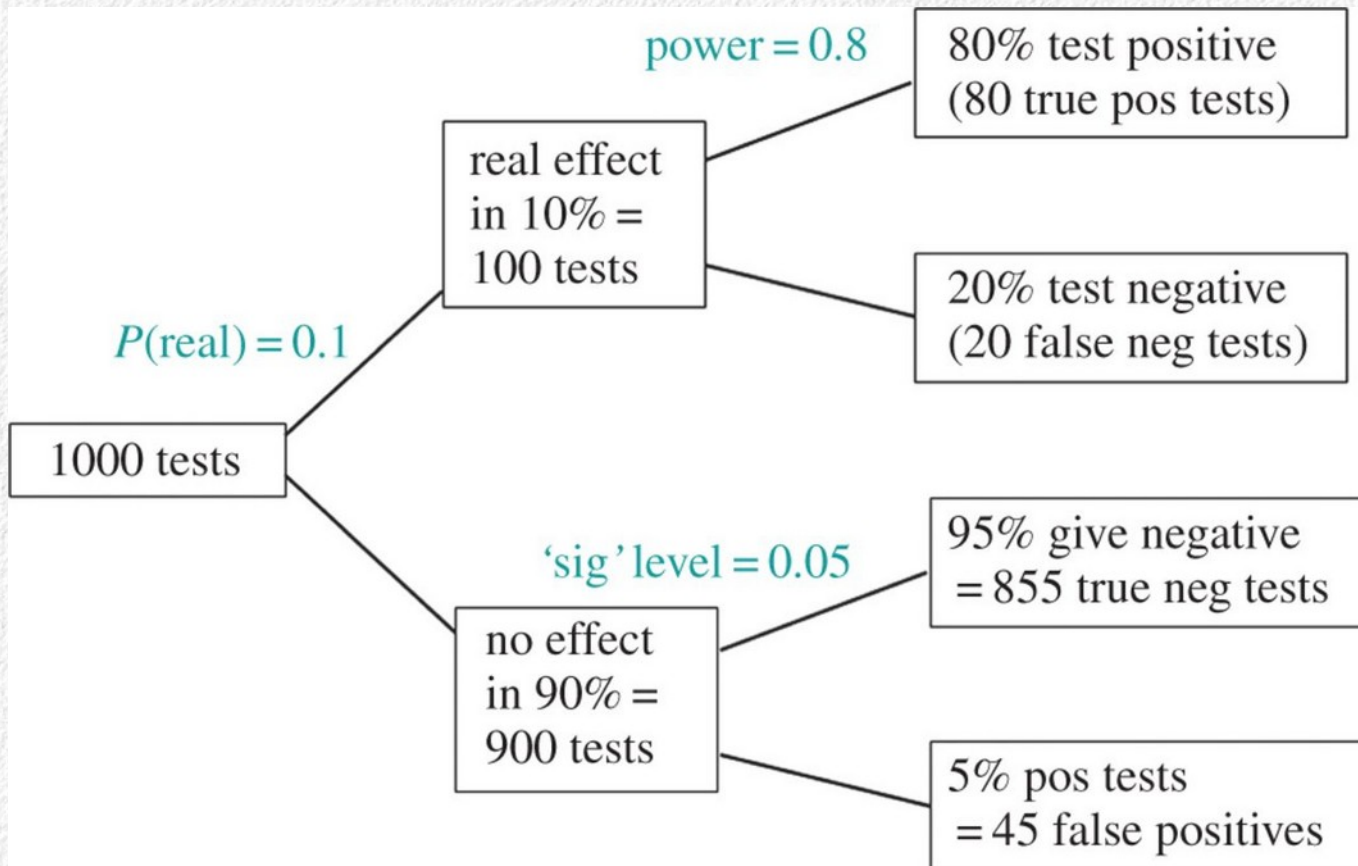 power = 0.8
80% test positive
(80 true pos tests)
real effect
in 10% =
100 tests
20% test negative
(20 false neg tests)
P(real) = 0.1
1000 tests
'sig' level = 0.05
95% give negative
= 855 true neg tests
no effect
in 90% =
900 tests
5% pos tests
= 45 false positives